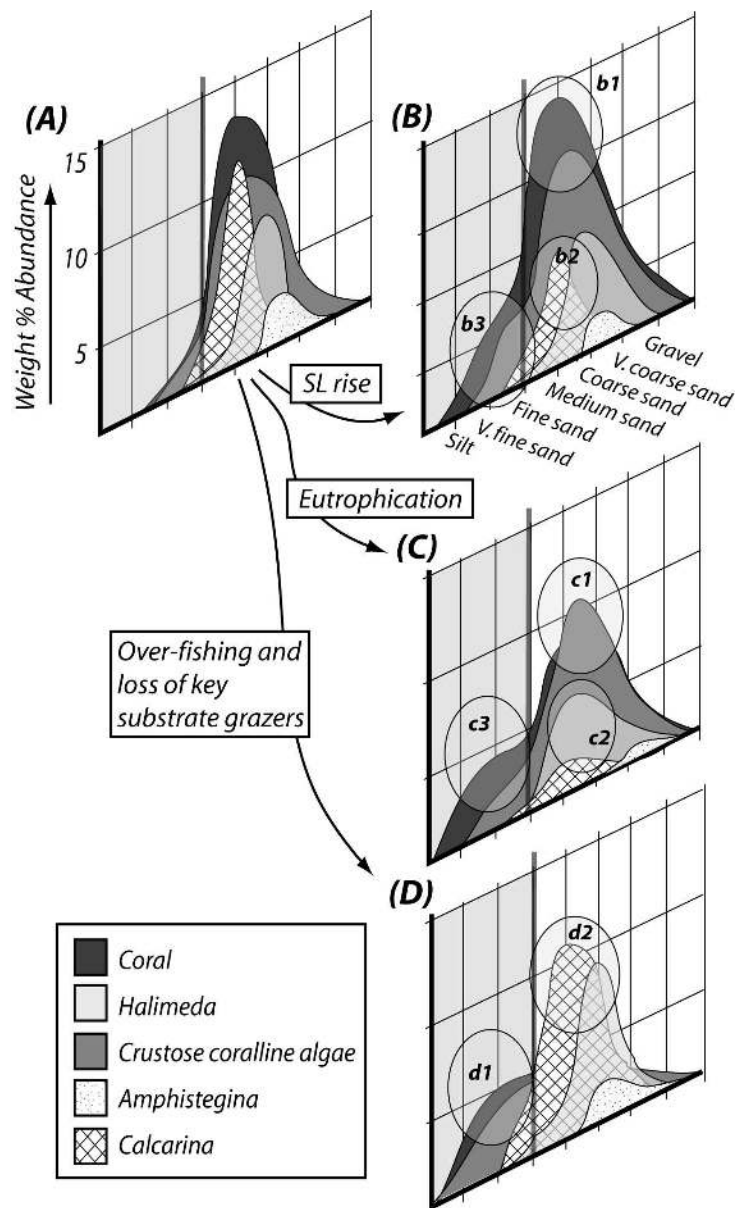 (A)
15
10
5
Weight % Abundance
(B)
b1
b2
b3
Gravel
V. coarse sand
Coarse sand
Medium sand
Fine sand
V. fine sand
Silt
SL rise
Eutrophication
(C)
c1
c2
c3
Over-fishing and
loss of key
substrate grazers
(D)
d2
d1
Coral
Halimeda
Crustose coralline algae
Amphistegina
Calcarina